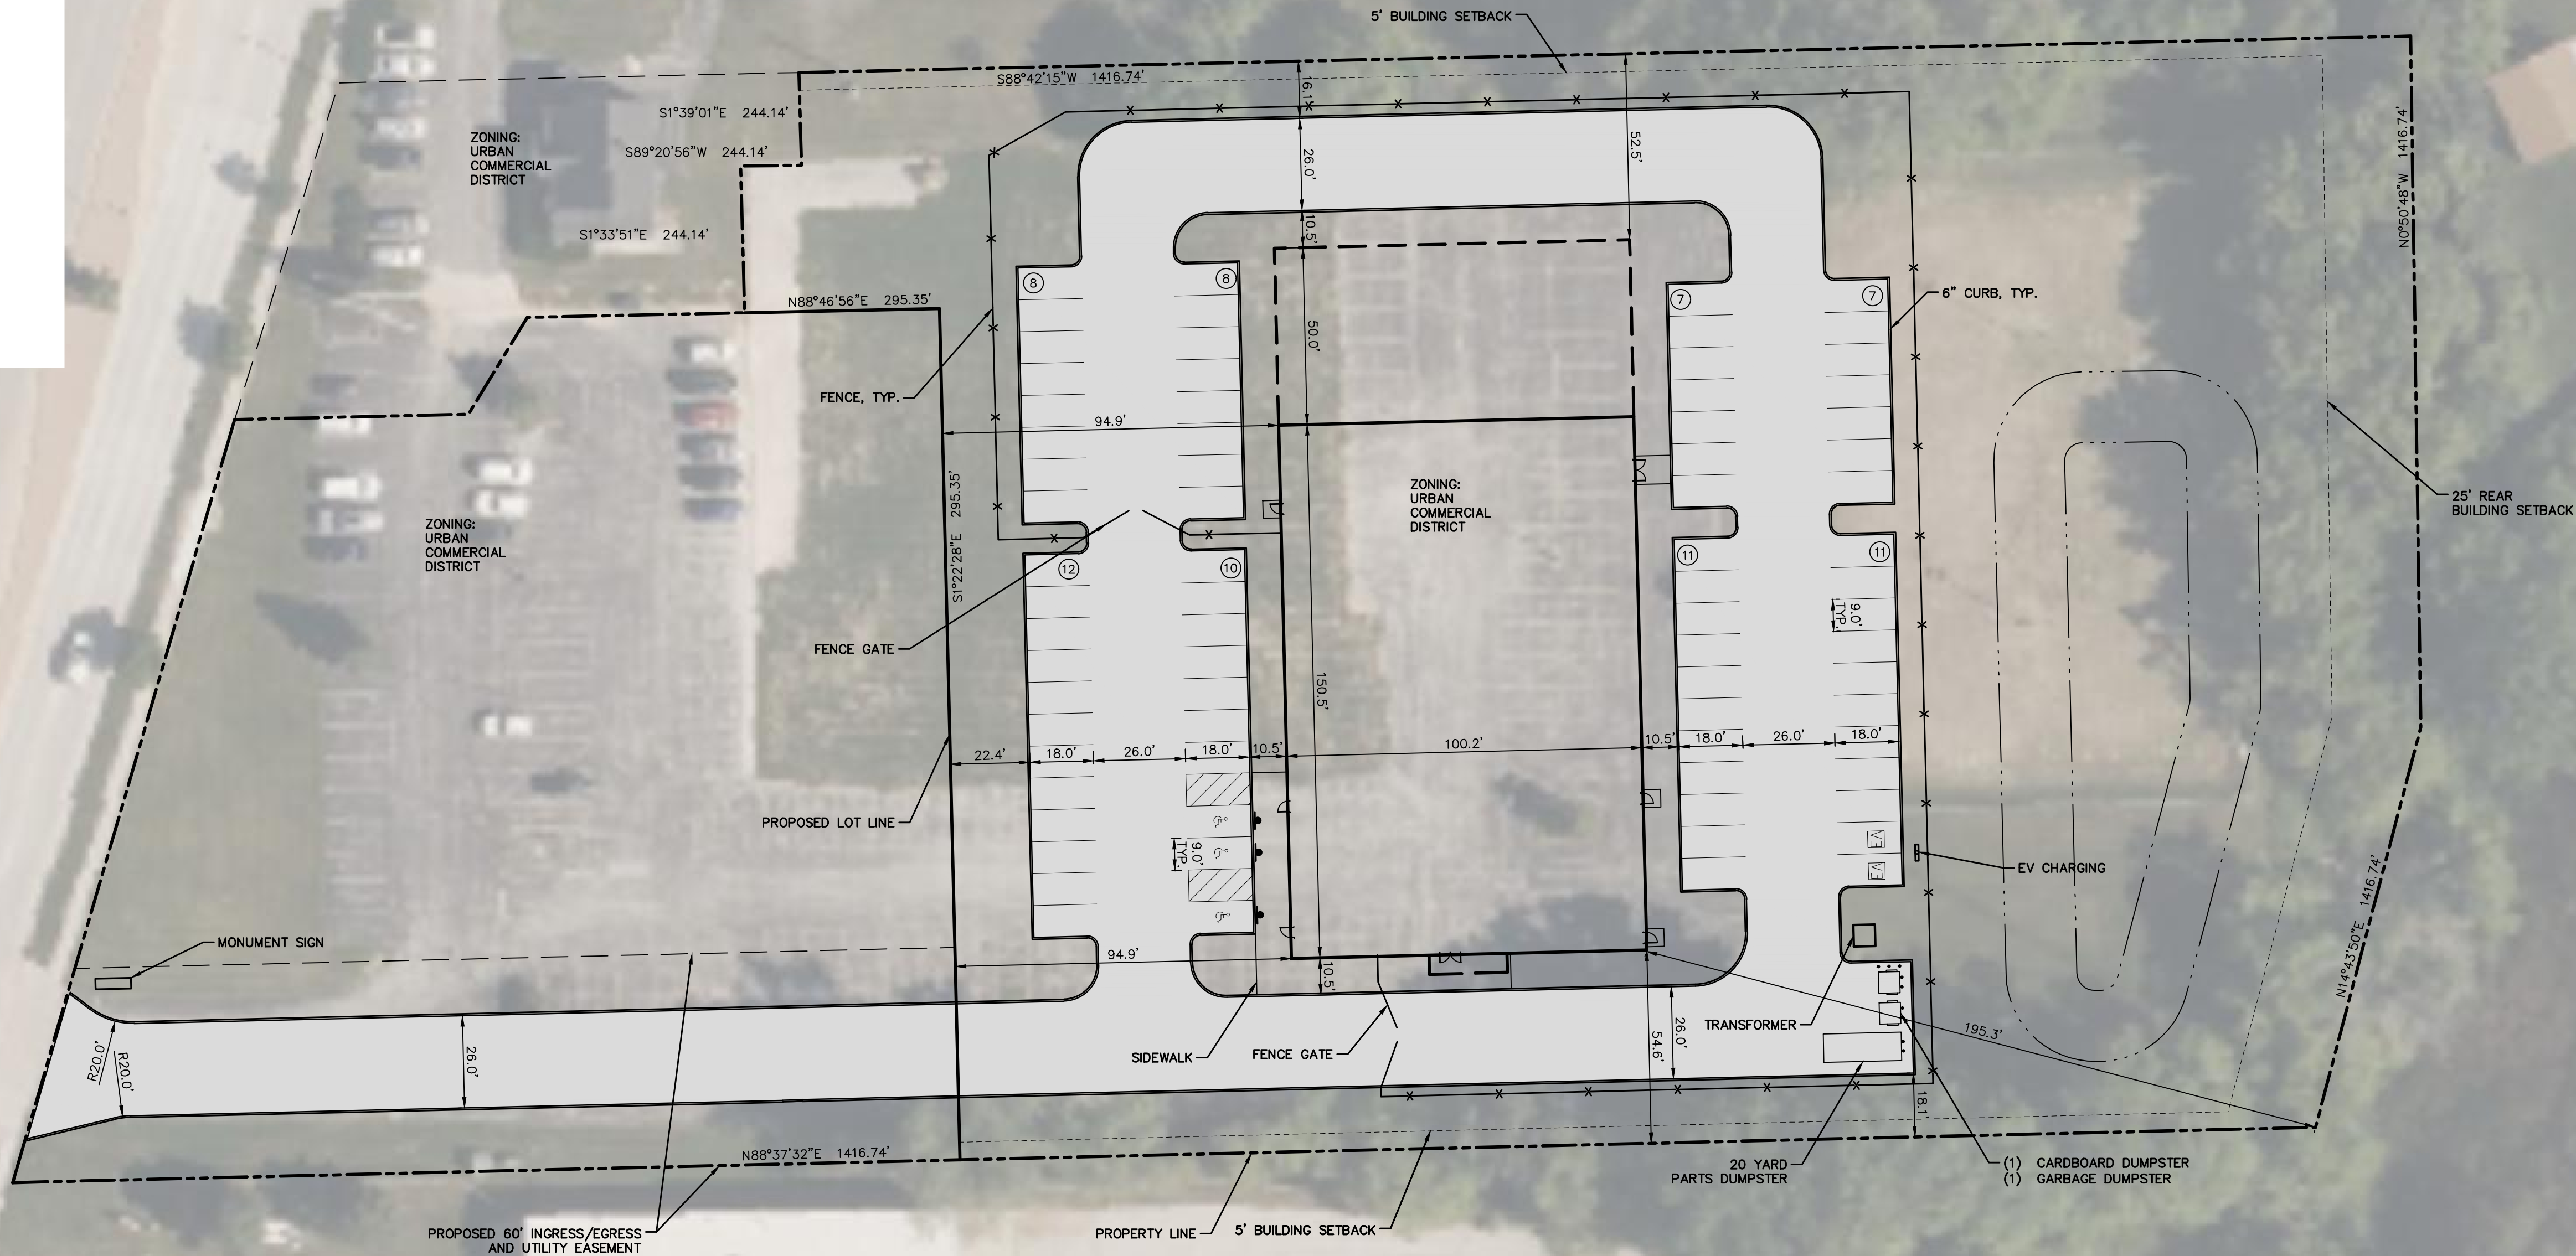 5' BUILDING SETBACK
S88°42'15"W 1416.74'
16.1'
S1°39'01"E 244.14'
ZONING:
URBAN
COMMERCIAL
DISTRICT
S89°20'56"W 244.14'
52.5'
26.0'
N0°50'48"W 1416.74'
S1°33'51"E 244.14'
10.5'
8
8
7
7
6" CURB, TYP.
N88°46'56"E 295.35'
50.0'
FENCE, TYP.
94.9'
ZONING:
URBAN
COMMERCIAL
DISTRICT
25' REAR
BUILDING SETBACK
S1°22'28"E 295.35'
ZONING:
URBAN
COMMERCIAL
DISTRICT
12
10
11
11
9.0'
TYP.
FENCE GATE
150.5'
22.4'
18.0'
26.0'
18.0'
10.5'
100.2'
10.5'
18.0'
26.0'
18.0'
PROPOSED LOT LINE
9.0'
TYP.
EV
EV
EV CHARGING
MONUMENT SIGN
94.9'
10.5'
N14°43'50"E 1416.74'
R20.0'
R20.0'
26.0'
SIDEWALK
FENCE GATE
54.6'
26.0'
TRANSFORMER
195.3'
18.1'
N88°37'32"E 1416.74'
20 YARD
PARTS DUMPSTER
(1) CARDBOARD DUMPSTER
(1) GARBAGE DUMPSTER
PROPOSED 60' INGRESS/EGRESS
AND UTILITY EASEMENT
PROPERTY LINE
5' BUILDING SETBACK